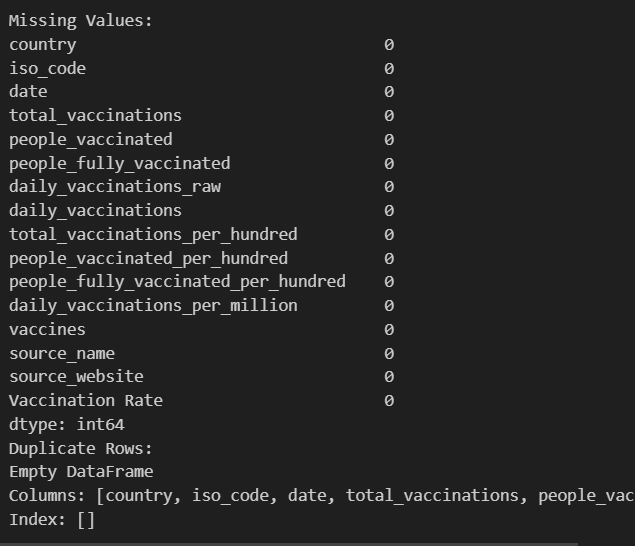 Missing Values:
country 0
iso_code 0
date 0
total_vaccinations 0
people_vaccinated 0
people_fully_vaccinated 0
daily_vaccinations_raw 0
daily_vaccinations 0
total_vaccinations_per_hundred 0
people_vaccinated_per_hundred 0
people_fully_vaccinated_per_hundred 0
daily_vaccinations_per_million 0
vaccines 0
source_name 0
source_website 0
Vaccination Rate 0
dtype: int64
Duplicate Rows:
Empty DataFrame
Columns: [country, iso_code, date, total_vaccinations, people_vac
Index: []